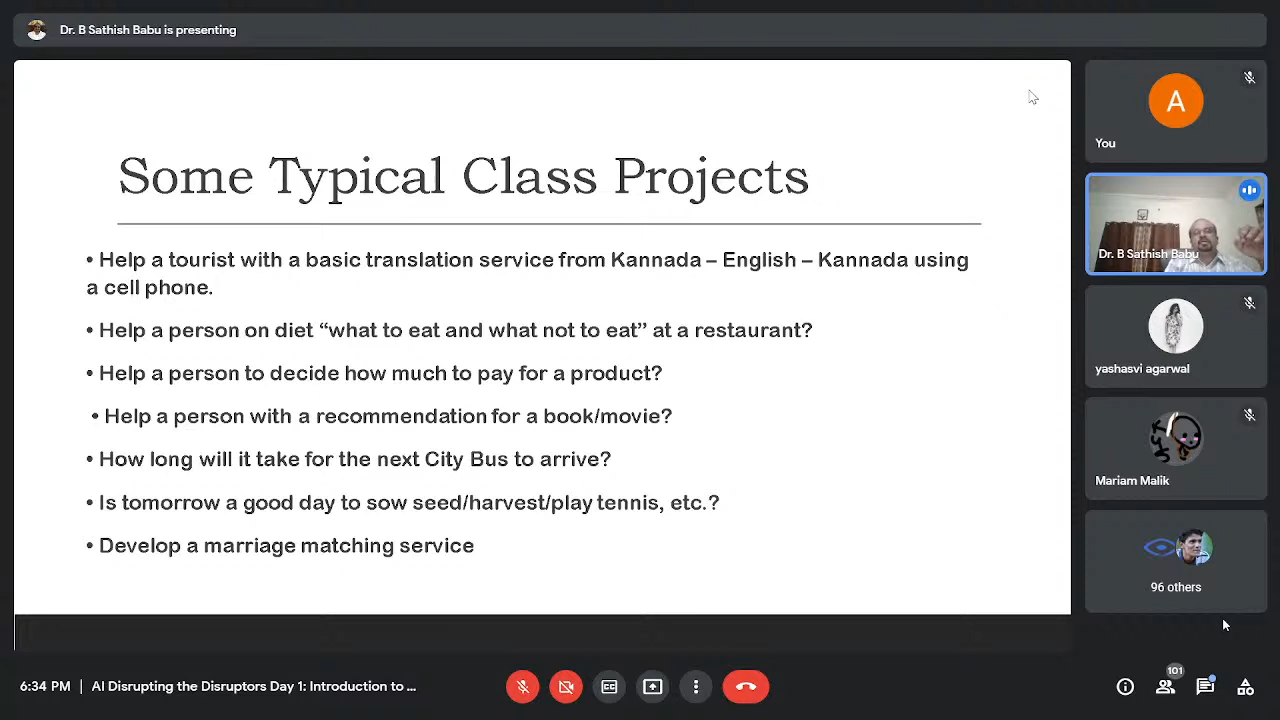 Dr. B Sathish Babu is presenting
Some Typical Class Projects
• Help a tourist with a basic translation service from Kannada – English – Kannada using
a cell phone.
• Help a person on diet “what to eat and what not to eat” at a restaurant?
• Help a person to decide how much to pay for a product?
• Help a person with a recommendation for a book/movie?
• How long will it take for the next City Bus to arrive?
• Is tomorrow a good day to sow seed/harvest/play tennis, etc.?
• Develop a marriage matching service
A
You
Dr. B Sathish Babu
yashasvi agarwal
Mariam Malik
96 others
6:34 PM | AI Disrupting the Disruptors Day 1: Introduction to ...
CC
101